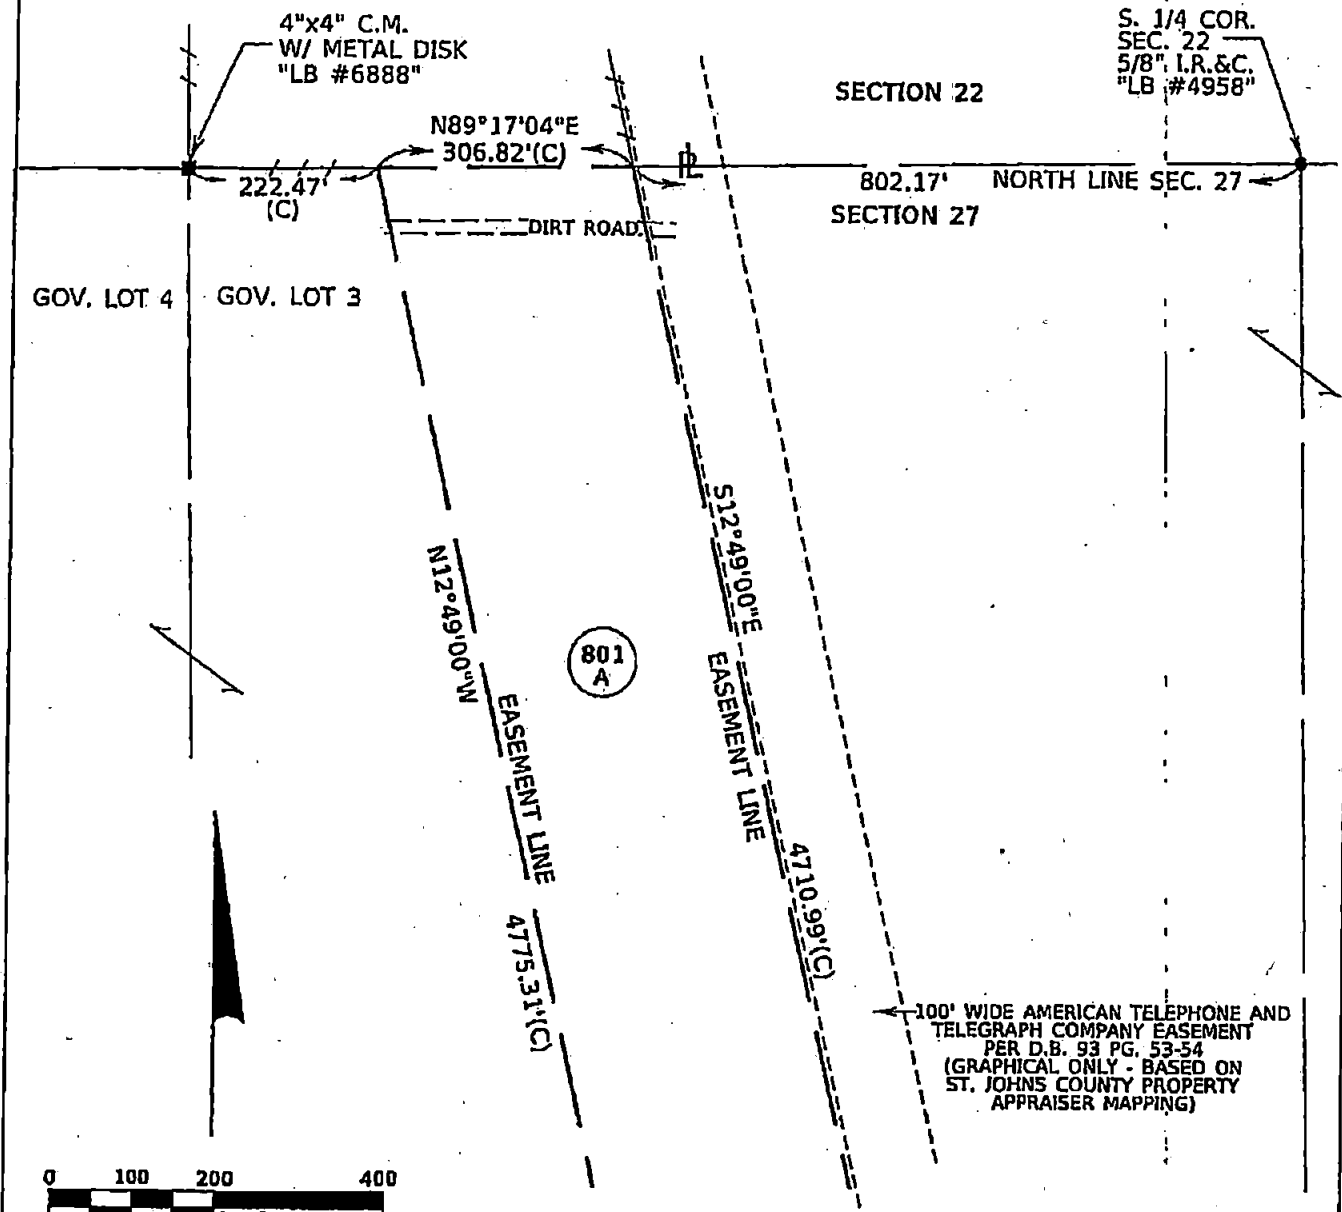 4"x4" C.M.
W/ METAL DISK
"LB #6888"
S. 1/4 COR.
SEC. 22
5/8" I.R.&C.
"LB #4958"
SECTION 22
N89°17'04"E
306.82'(C)
222.47'
(C)
PL
802.17'
NORTH LINE SEC. 27
SECTION 27
DIRT ROAD
GOV. LOT 4
GOV. LOT 3
N12°49'00"W
EASEMENT LINE
4775.31'(C)
801
A
S12°49'00"E
EASEMENT LINE
4710.99'(C)
100' WIDE AMERICAN TELEPHONE AND
TELEGRAPH COMPANY EASEMENT
PER D.B. 93 PG. 53-54
(GRAPHICAL ONLY - BASED ON
ST. JOHNS COUNTY PROPERTY
APPRAISER MAPPING)
0 100 200 400